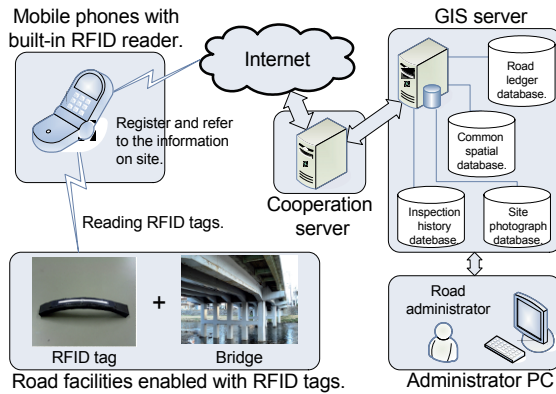 Mobile phones with
built-in RFID reader.
Register and refer
to the information
on site.
Internet
Cooperation
server
GIS server
Road
ledger
database.
Common
spatial
database.
Inspection
history
datebase.
Site
photograph
database.
Reading RFID tags.
+
RFID tag
Bridge
Road facilities enabled with RFID tags.
Road
administrator
Administrator PC